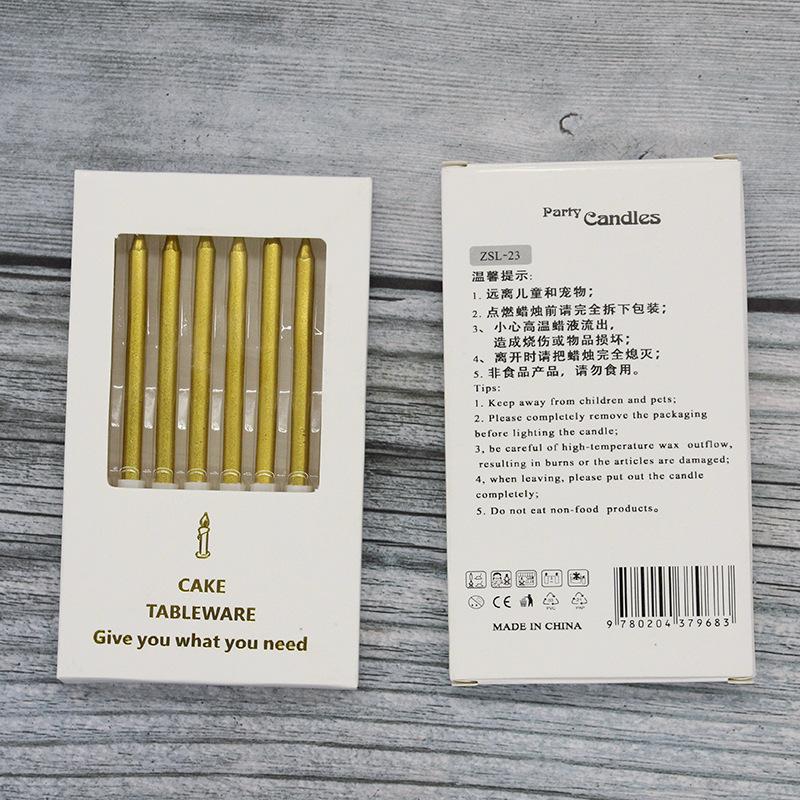 CAKE
TABLEWARE
Give you what you need
Party Candles
ZSL-23
温馨提示:
1. 远离儿童和宠物;
2. 点燃蜡烛前请完全拆下包装;
3、小心高温蜡液流出,
造成烧伤或物品损坏;
4、离开时请把蜡烛完全熄灭;
5. 非食品产品, 请勿食用。
Tips:
1. Keep away from children and pets;
2. Please completely remove the packaging
before lighting the candle;
3, be careful of high-temperature wax outflow,
resulting in burns or the articles are damaged;
4, when leaving, please put out the candle
completely;
5. Do not eat non-food products。
CE
PVC
PAP
MADE IN CHINA
9 780204 379683